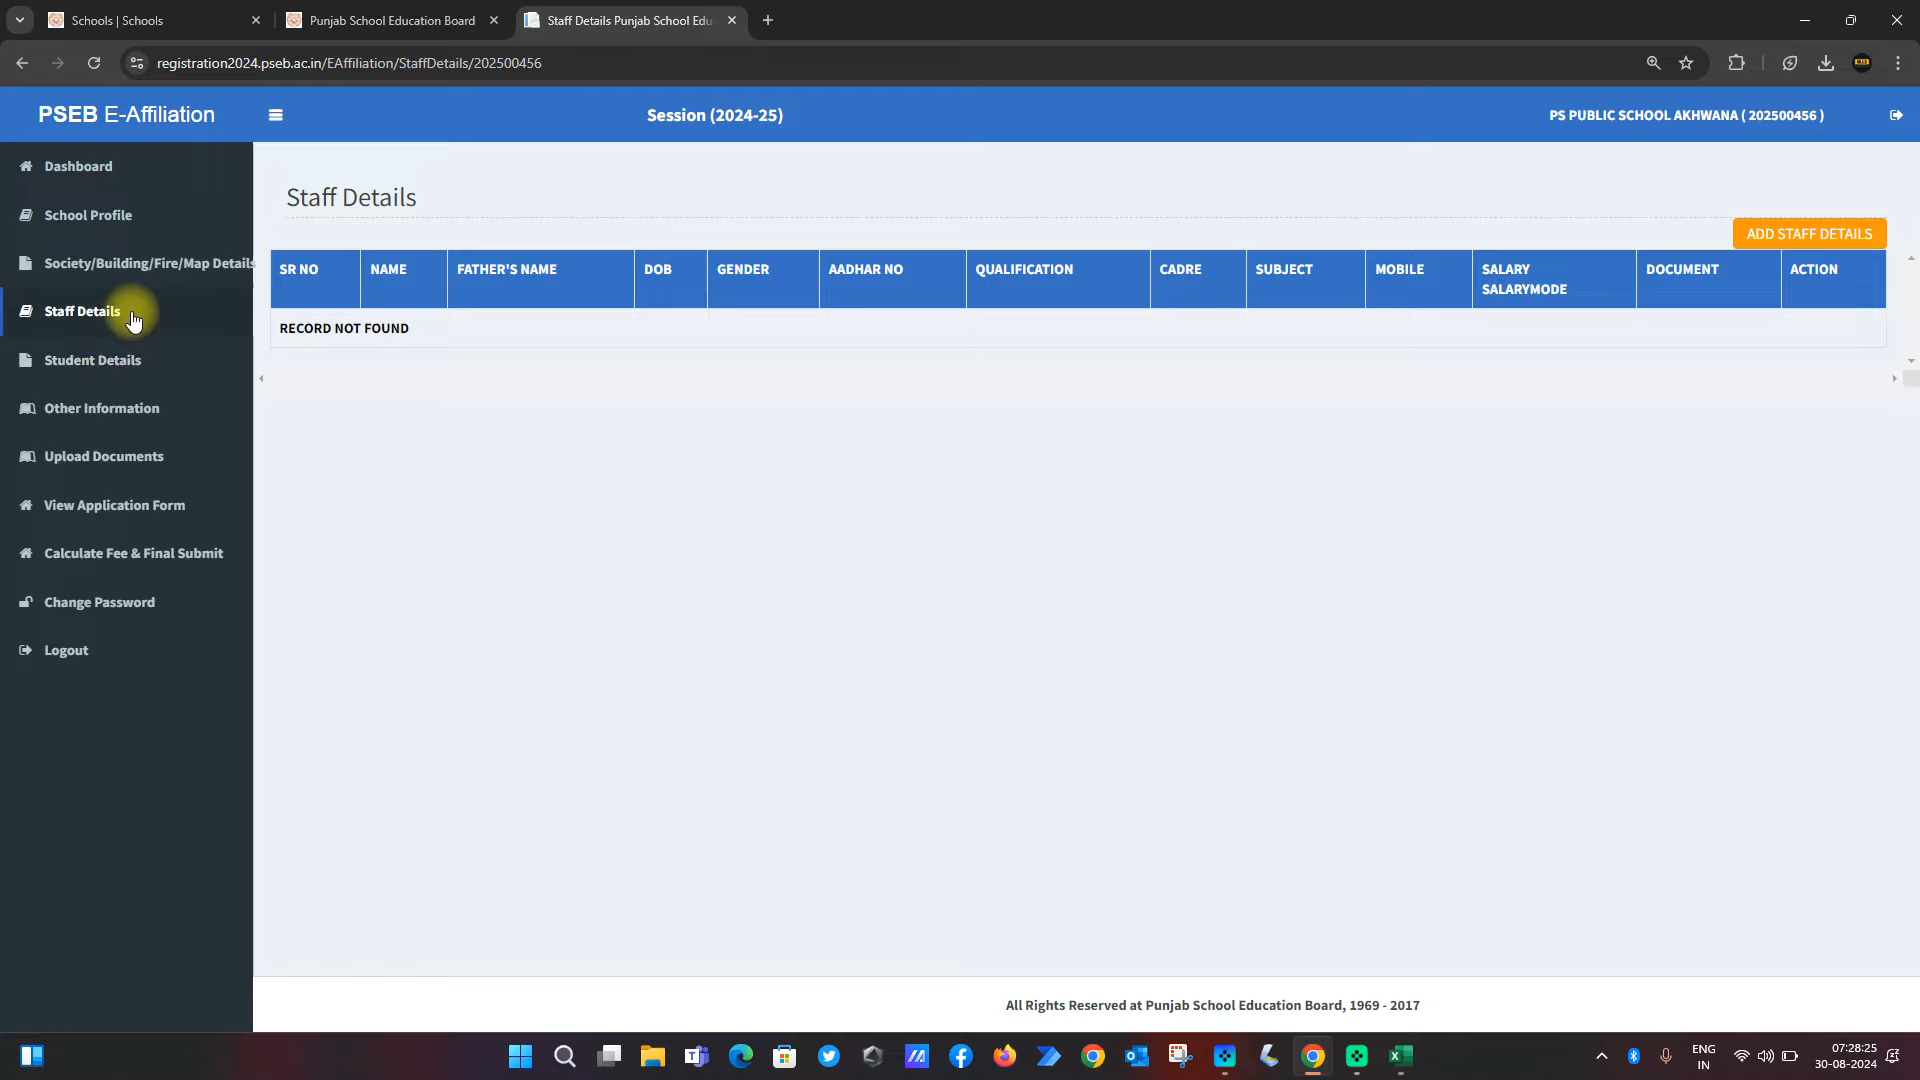 Schools | Schools
Punjab School Education Board
Staff Details Punjab School Edu
registration2024.pseb.ac.in/EAffiliation/StaffDetails/202500456
PSEB E-Affiliation
Session (2024-25)
PS PUBLIC SCHOOL AKHWANA ( 202500456 )
Dashboard
School Profile
Society/Building/Fire/Map Details
Staff Details
Student Details
Other Information
Upload Documents
View Application Form
Calculate Fee & Final Submit
Change Password
Logout
Staff Details
ADD STAFF DETAILS
SR NO NAME FATHER'S NAME DOB GENDER AADHAR NO QUALIFICATION CADRE SUBJECT MOBILE SALARY DOCUMENT ACTION
SALARYMODE
RECORD NOT FOUND
All Rights Reserved at Punjab School Education Board, 1969 - 2017
ENG
IN
07:28:25
30-08-2024